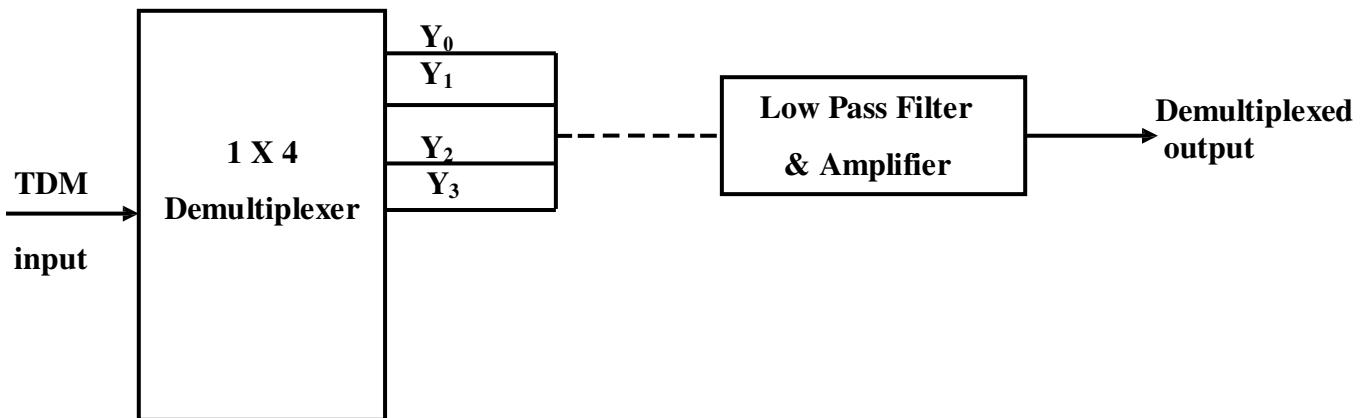 Y₀
Y₁
Y₂
Y₃
1 X 4
Demultiplexer
TDM
input
Low Pass Filter
& Amplifier
Demultiplexed
output